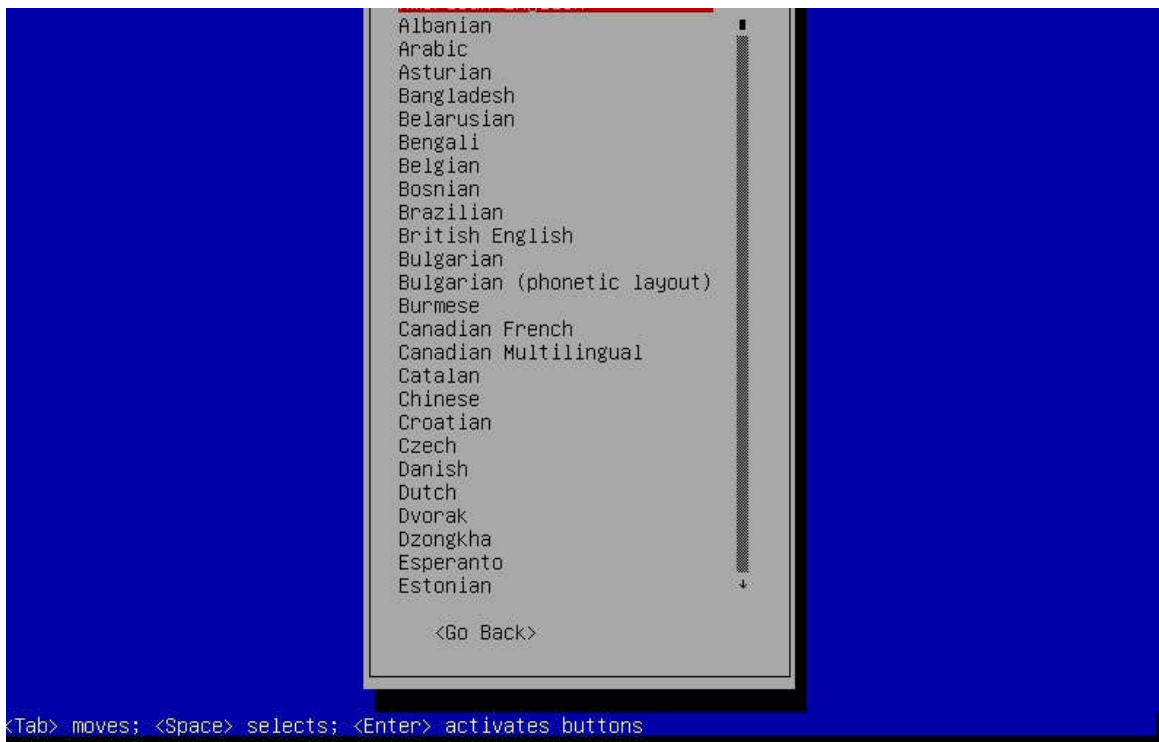 Albanian
Arabic
Asturian
Bangladesh
Belarusian
Bengali
Belgian
Bosnian
Brazilian
British English
Bulgarian
Bulgarian (phonetic layout)
Burmese
Canadian French
Canadian Multilingual
Catalan
Chinese
Croatian
Czech
Danish
Dutch
Dvorak
Dzongkha
Esperanto
Estonian
<Go Back>
<Tab> moves; <Space> selects; <Enter> activates buttons